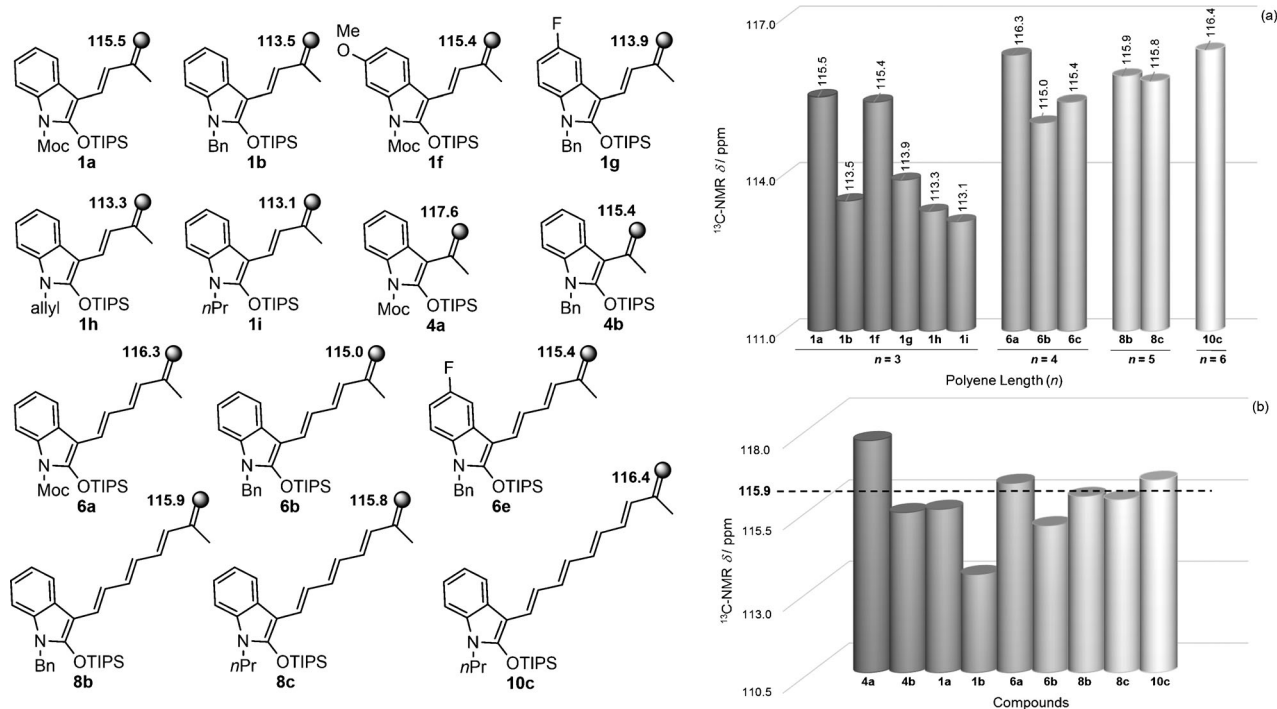 115.5
N
Moc
OTIPS
1a
113.5
N
Bn
OTIPS
1b
Me
O
115.4
N
Moc
OTIPS
1f
F
113.9
N
Bn
OTIPS
1g
113.3
N
allyl
OTIPS
1h
113.1
N
nPr
OTIPS
1i
117.6
N
Moc
OTIPS
4a
115.4
N
Bn
OTIPS
4b
116.3
N
Moc
OTIPS
6a
115.0
N
Bn
OTIPS
6b
F
115.4
N
Bn
OTIPS
6e
115.9
N
Bn
OTIPS
8b
115.8
N
nPr
OTIPS
8c
116.4
N
nPr
OTIPS
10c
(a)
117.0
114.0
111.0
¹³C-NMR δ/ ppm
115.5
113.5
115.4
113.9
113.3
113.1
116.3
115.0
115.4
115.9
115.8
116.4
1a 1b 1f 1g 1h 1i 6a 6b 6c 8b 8c 10c
n = 3 n = 4 n = 5 n = 6
Polyene Length (n)
(b)
118.0
115.9
115.5
113.0
110.5
¹³C-NMR δ/ ppm
4a 4b 1a 1b 6a 6b 8b 8c 10c
Compounds